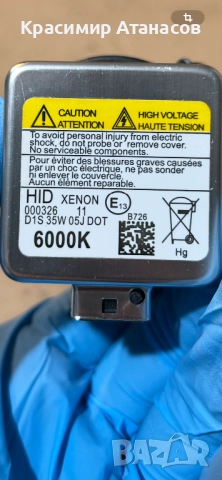 Красимир Атанасов
CAUTION
ATTENTION
HIGH VOLTAGE
HAUTE TENSION
To avoid personal injury from electric
shock, do not probe or remove cover.
No serviceable components.
Pour éviter des blessures graves causées
par un choc électrique, ne pas sonder
ni enlever le couvercle.
Aucun élément reparable.
HID XENON E13 B726
000326 11
D1S 35W 05J DOT
6000K
Hg
BAZAR